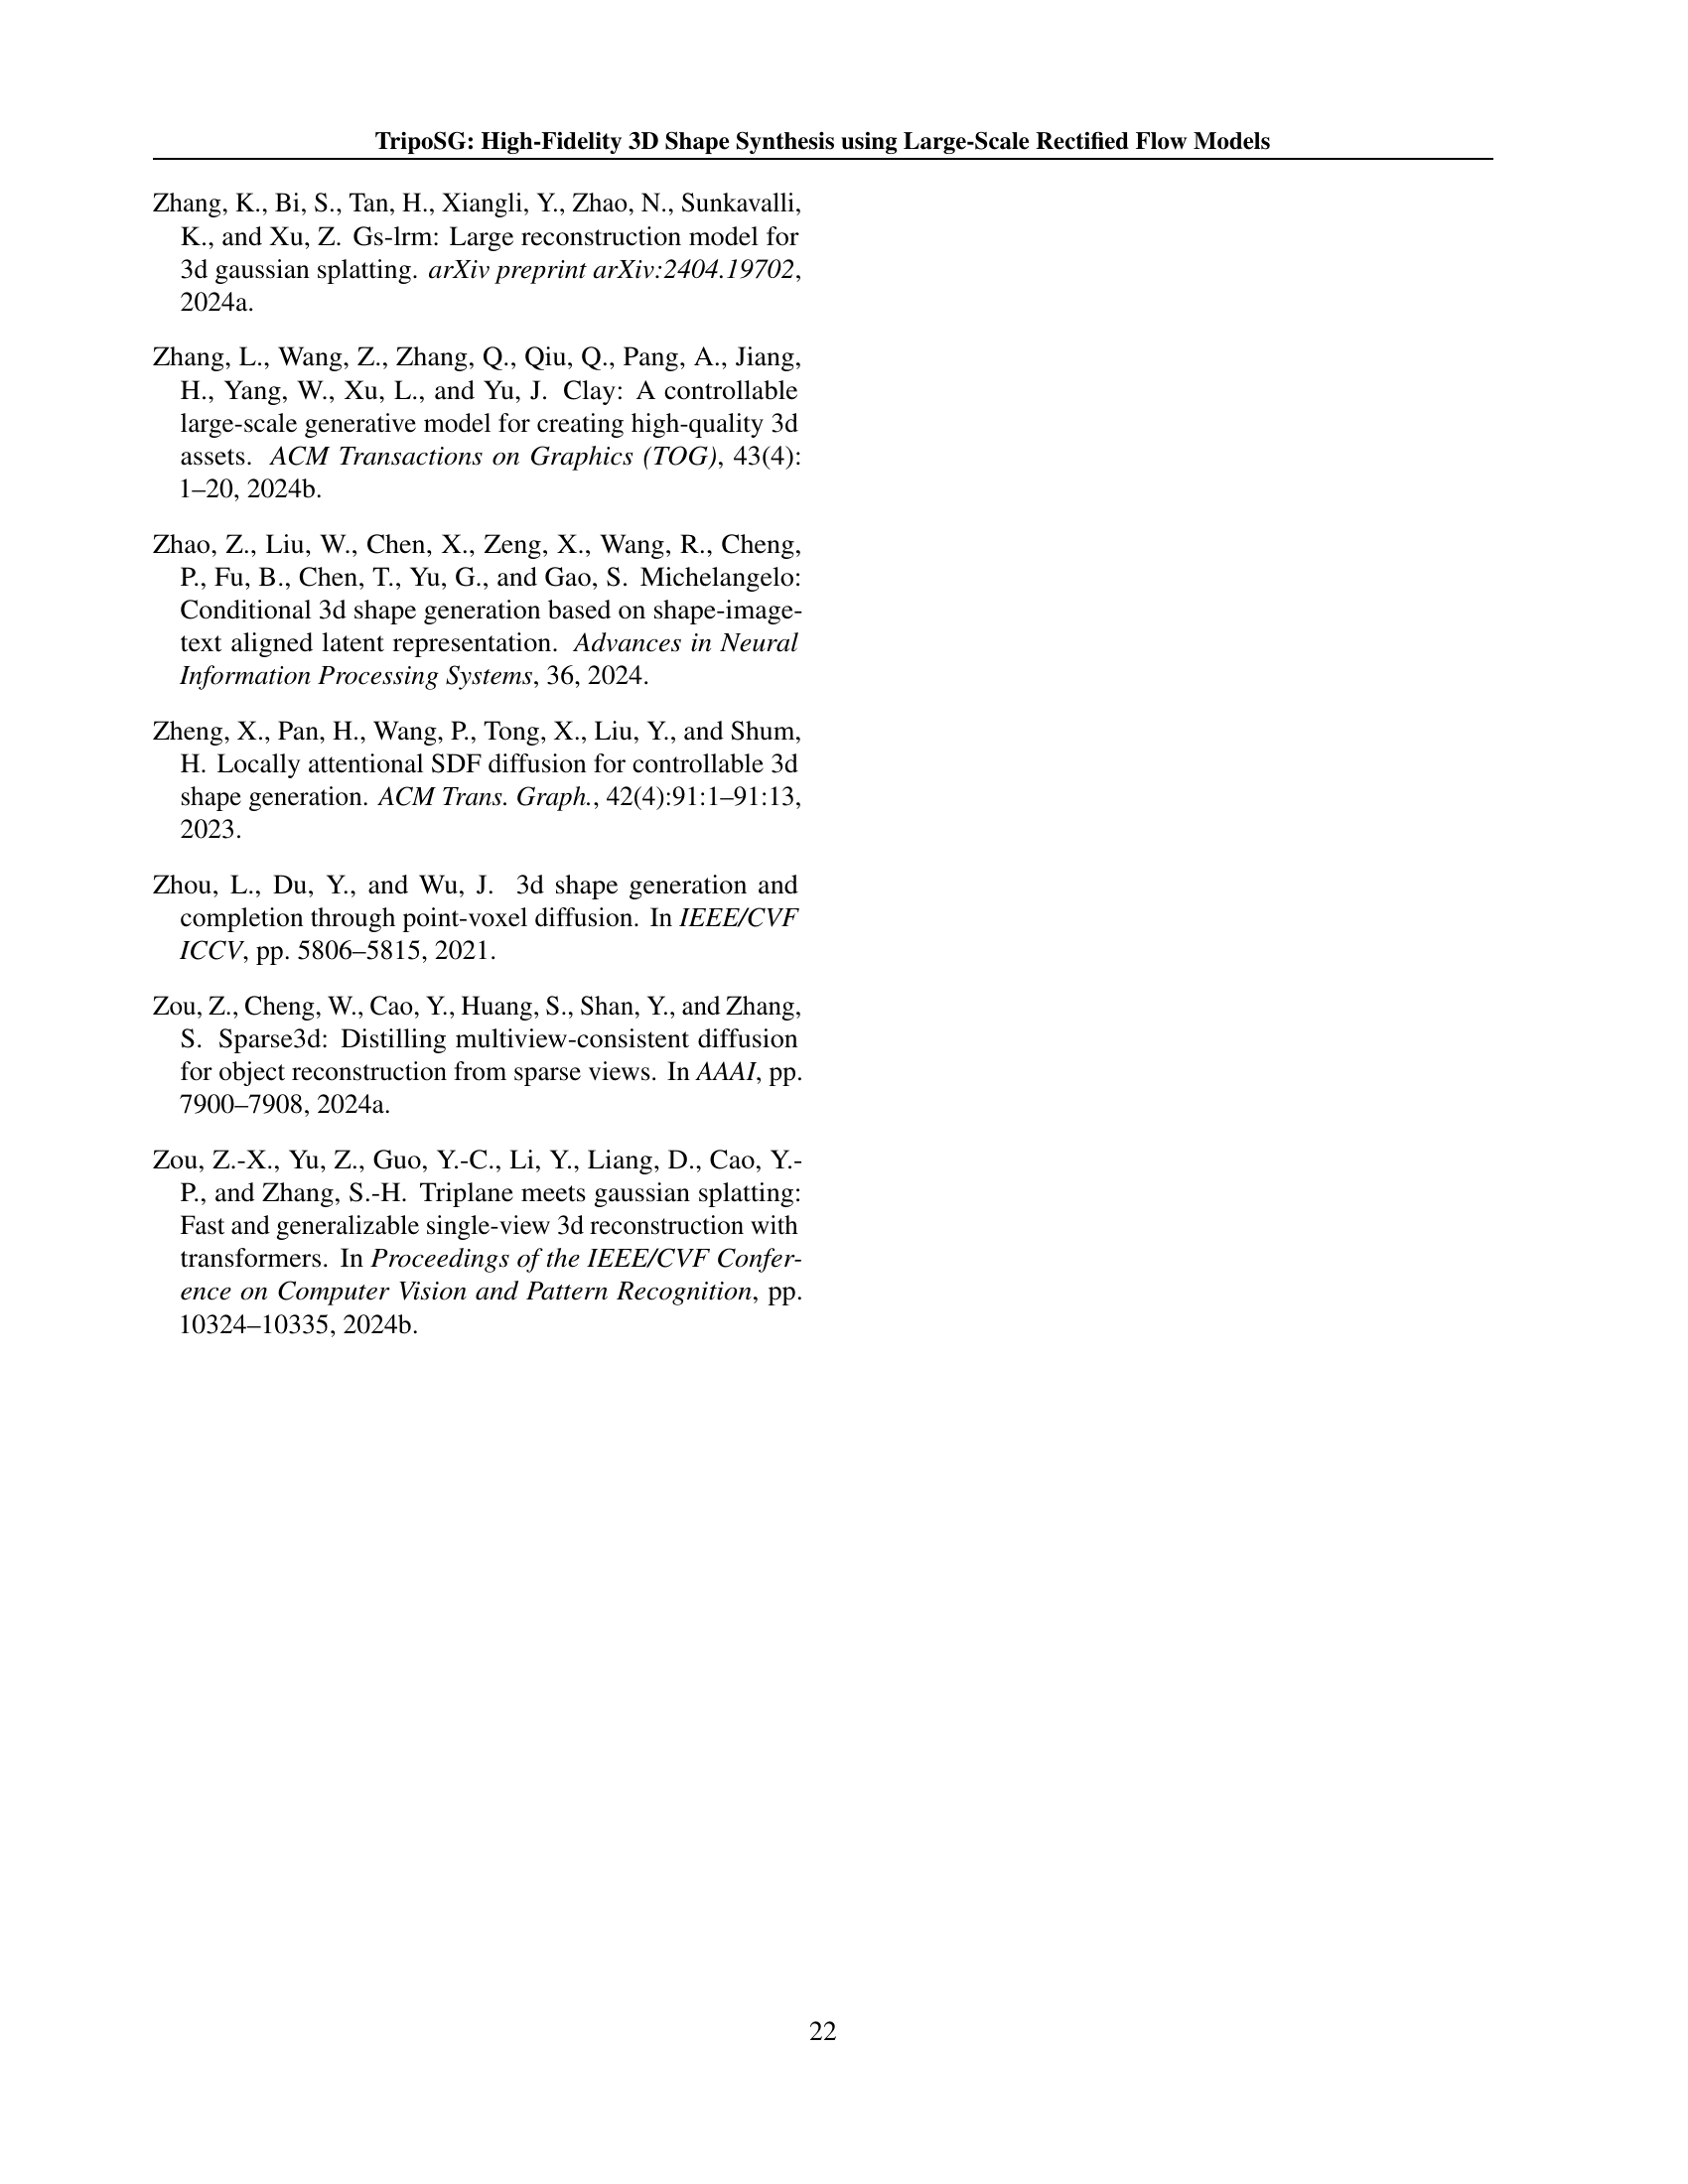 TripoSG: High-Fidelity 3D Shape Synthesis using Large-Scale Rectified Flow Models
Zhang, K., Bi, S., Tan, H., Xiangli, Y., Zhao, N., Sunkavalli,
K., and Xu, Z. Gs-lrm: Large reconstruction model for
3d gaussian splatting. arXiv preprint arXiv:2404.19702,
2024a.
Zhang, L., Wang, Z., Zhang, Q., Qiu, Q., Pang, A., Jiang,
H., Yang, W., Xu, L., and Yu, J. Clay: A controllable
large-scale generative model for creating high-quality 3d
assets. ACM Transactions on Graphics (TOG), 43(4):
1–20, 2024b.
Zhao, Z., Liu, W., Chen, X., Zeng, X., Wang, R., Cheng,
P., Fu, B., Chen, T., Yu, G., and Gao, S. Michelangelo:
Conditional 3d shape generation based on shape-image-
text aligned latent representation. Advances in Neural
Information Processing Systems, 36, 2024.
Zheng, X., Pan, H., Wang, P., Tong, X., Liu, Y., and Shum,
H. Locally attentional SDF diffusion for controllable 3d
shape generation. ACM Trans. Graph., 42(4):91:1–91:13,
2023.
Zhou, L., Du, Y., and Wu, J. 3d shape generation and
completion through point-voxel diffusion. In IEEE/CVF
ICCV, pp. 5806–5815, 2021.
Zou, Z., Cheng, W., Cao, Y., Huang, S., Shan, Y., and Zhang,
S. Sparse3d: Distilling multiview-consistent diffusion
for object reconstruction from sparse views. In AAAI, pp.
7900–7908, 2024a.
Zou, Z.-X., Yu, Z., Guo, Y.-C., Li, Y., Liang, D., Cao, Y.-
P., and Zhang, S.-H. Triplane meets gaussian splatting:
Fast and generalizable single-view 3d reconstruction with
transformers. In Proceedings of the IEEE/CVF Confer-
ence on Computer Vision and Pattern Recognition, pp.
10324–10335, 2024b.
22